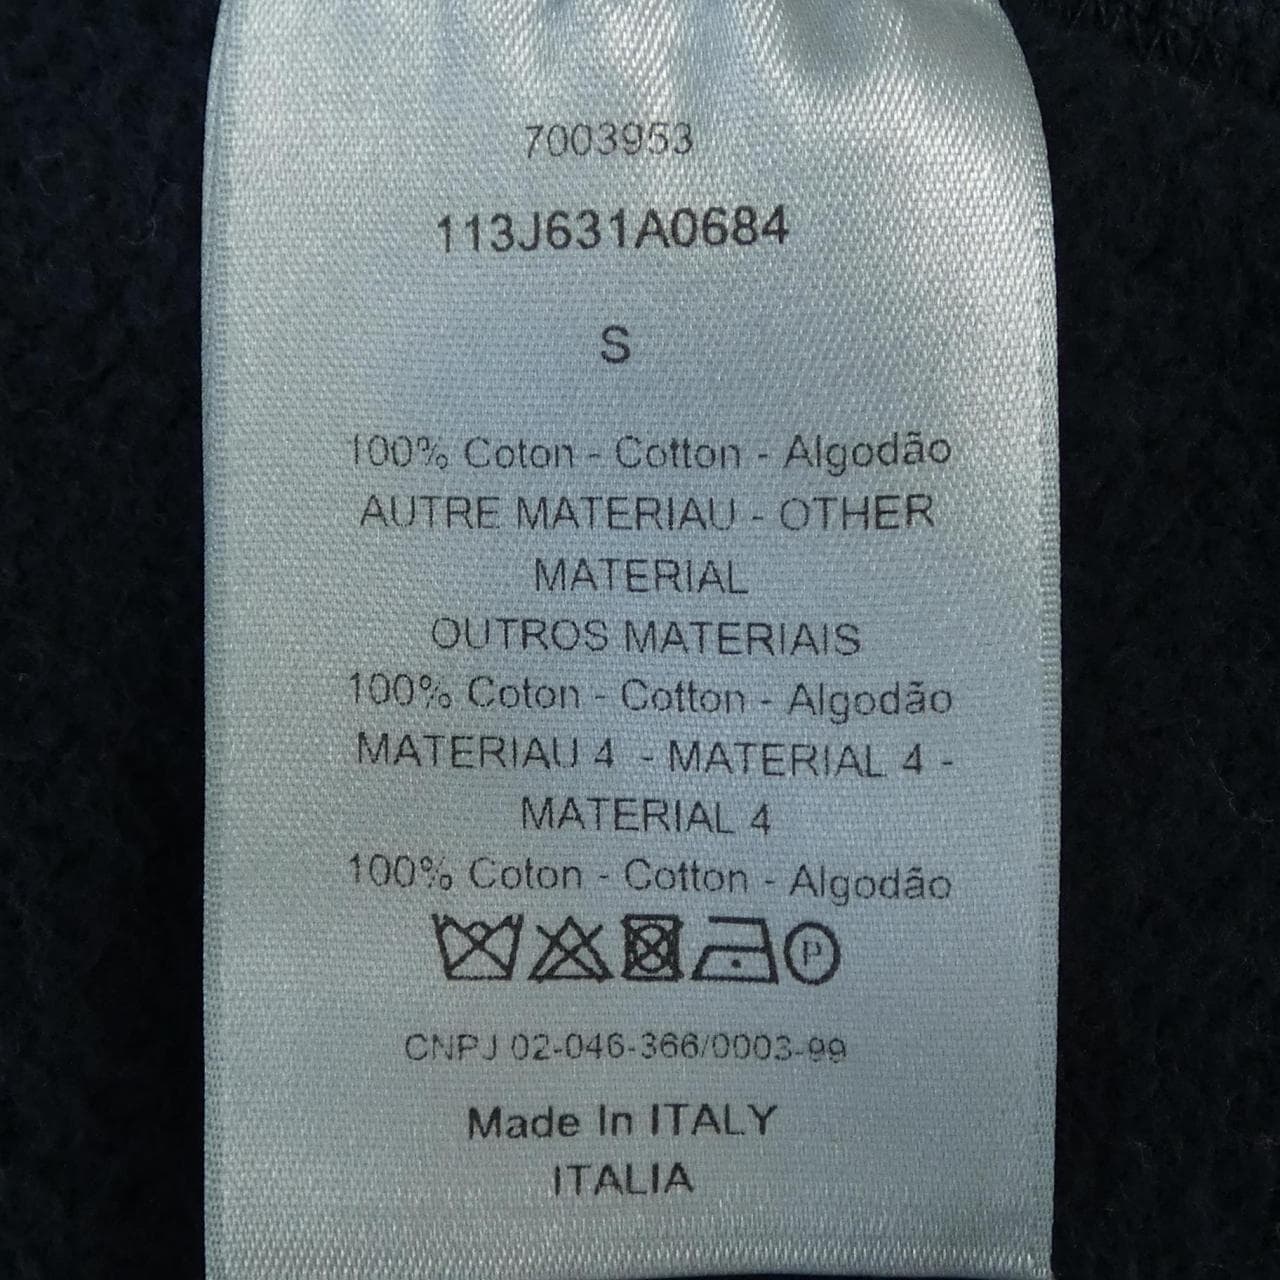 7003953
113J631A0684
S
100% Coton - Cotton - Algodão
AUTRE MATERIAU - OTHER
MATERIAL
OUTROS MATERIAIS
100% Coton - Cotton - Algodão
MATERIAU 4 - MATERIAL 4 -
MATERIAL 4
100% Coton - Cotton - Algodão
P
CNPJ 02-046-366/0003-99
Made In ITALY
ITALIA